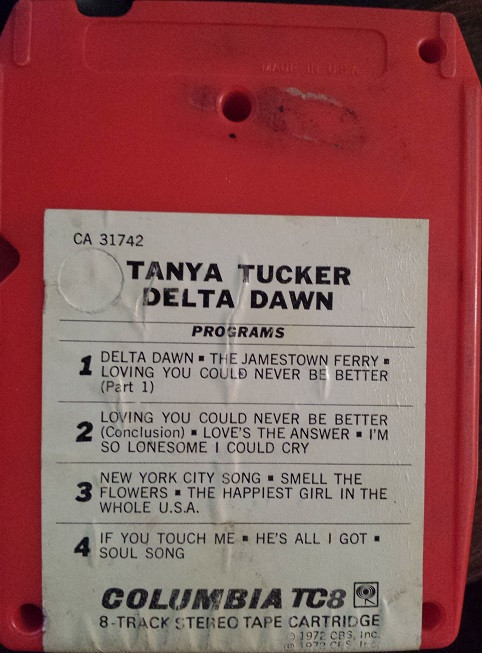 MADE IN U.S.A.
CA 31742
TANYA TUCKER
DELTA DAWN
PROGRAMS
1 DELTA DAWN ▪ THE JAMESTOWN FERRY ▪
LOVING YOU COULD NEVER BE BETTER
(Part 1)
2 LOVING YOU COULD NEVER BE BETTER
(Conclusion) ▪ LOVE'S THE ANSWER ▪ I'M
SO LONESOME I COULD CRY
3 NEW YORK CITY SONG ▪ SMELL THE
FLOWERS ▪ THE HAPPIEST GIRL IN THE
WHOLE U.S.A.
4 IF YOU TOUCH ME ▪ HE'S ALL I GOT ▪
SOUL SONG
COLUMBIA TC8
8-TRACK STEREO TAPE CARTRIDGE
© 1972 CBS, Inc.
℗ 1972 CBS, Inc.